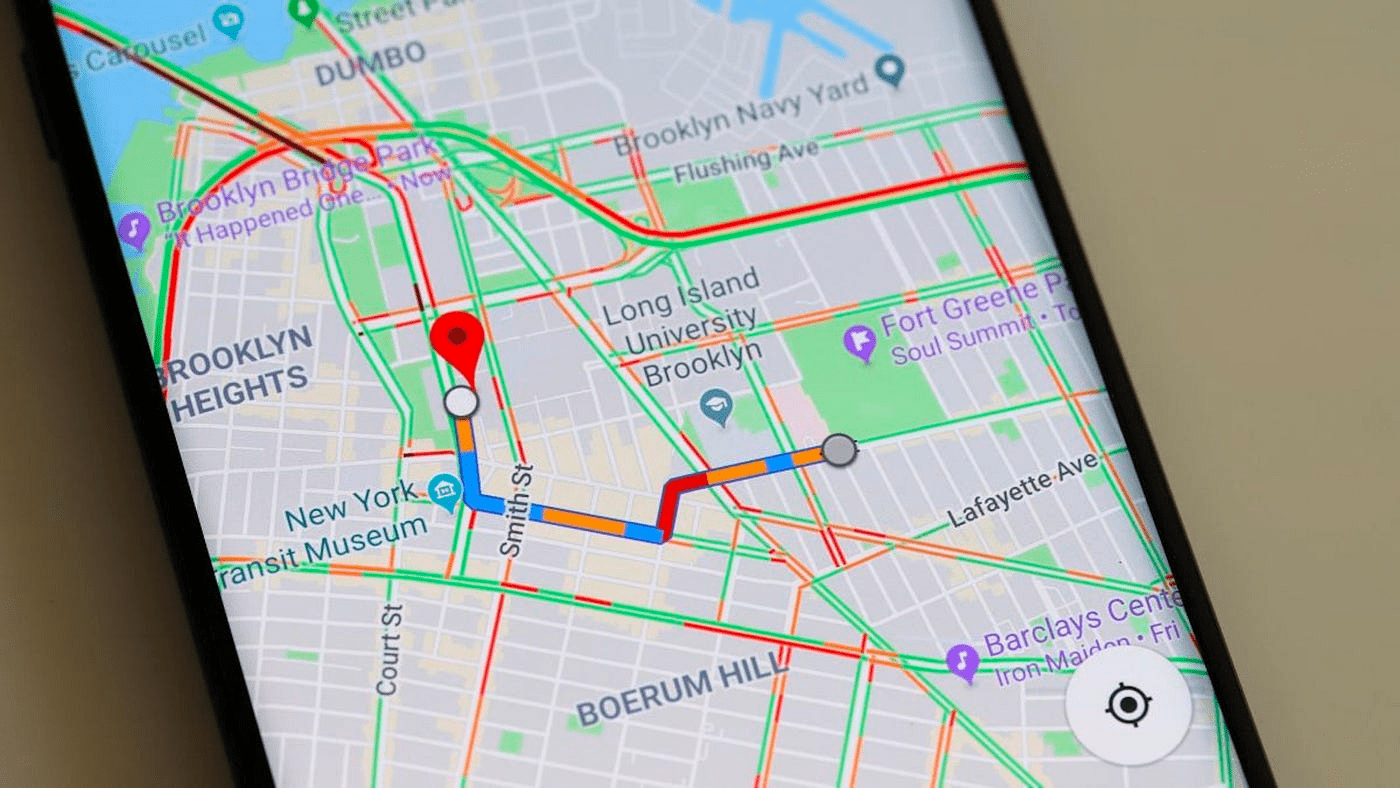 Carousel
Street
DUMBO
Brooklyn Navy Yard
Flushing Ave
Brooklyn Bridge Park
"It Happened One... • Now
Long Island
University
Brooklyn
Fort Greene P
Soul Summit • To
ROOKLYN
HEIGHTS
New York
Transit Museum
Smith St
Lafayette Ave
Court St
BOERUM HILL
Barclays Cente
Iron Maiden • Fri